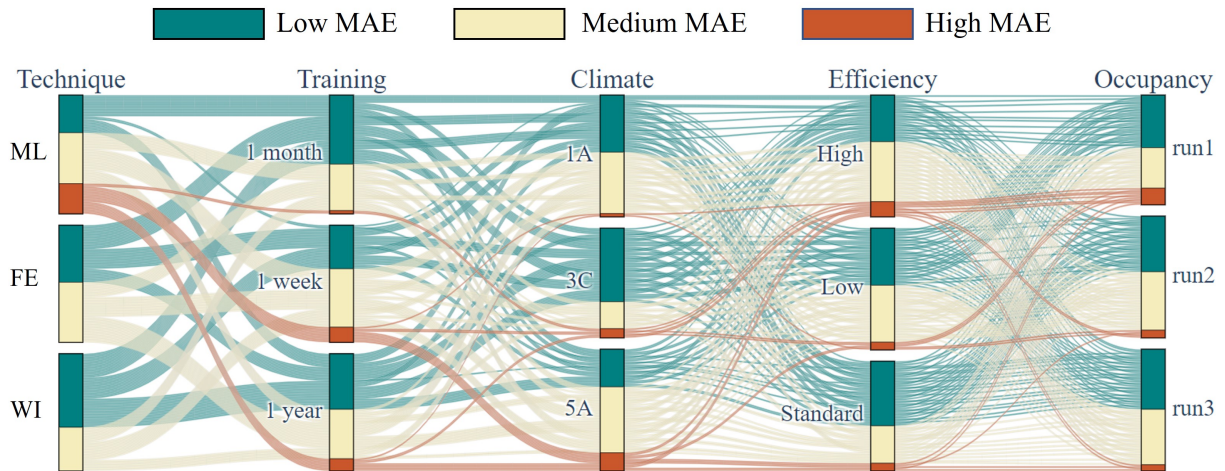 Low MAE Medium MAE High MAE
Technique Training Climate Efficiency Occupancy
ML 1 month 1A High run1
FE 1 week 3C Low run2
WI 1 year 5A Standard run3